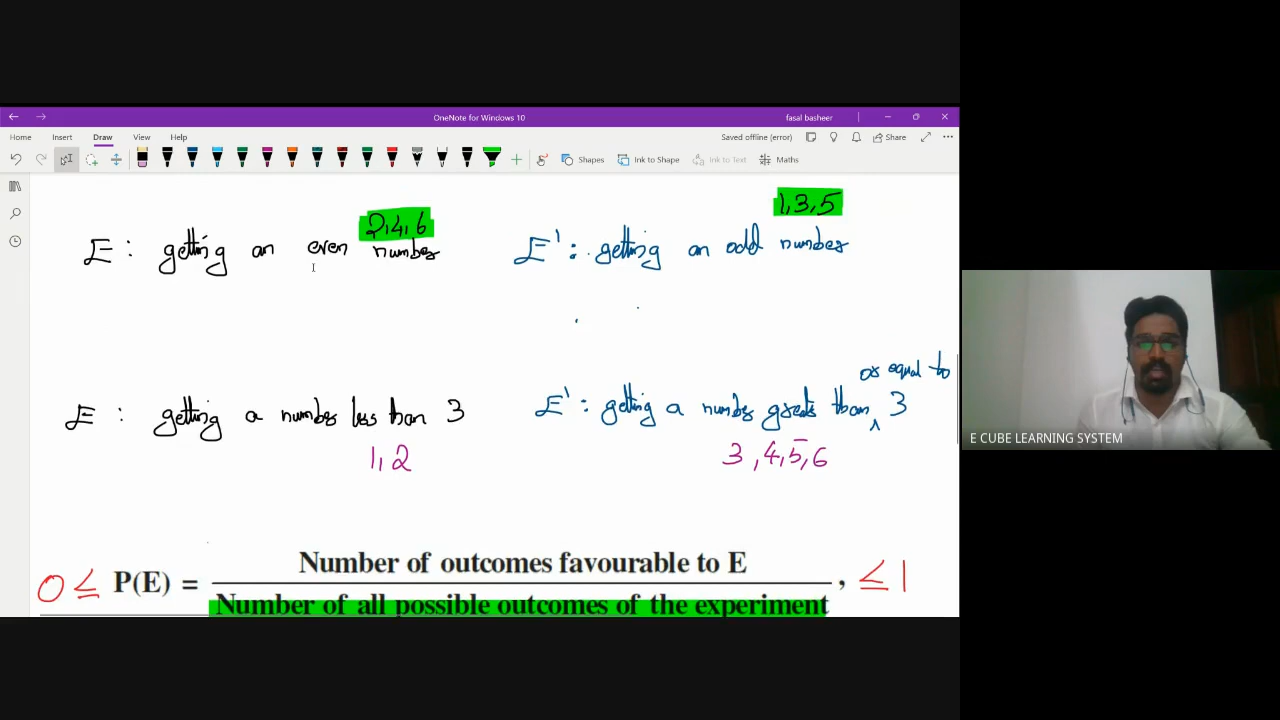 OneNote for Windows 10
fasal basheer
Home Insert Draw View Help
Saved offline (error)
Share
Shapes
Ink to Shape
Ink to Text
Maths
2,4,6
1,3,5
E : getting an even number
E' : getting an odd number
or equal to
E : getting a number less than 3
E' : getting a number greater than ^ 3
1, 2
3, 4, 5, 6
Number of outcomes favourable to E
0 ≤ P(E) = , ≤ 1
Number of all possible outcomes of the experiment
E CUBE LEARNING SYSTEM